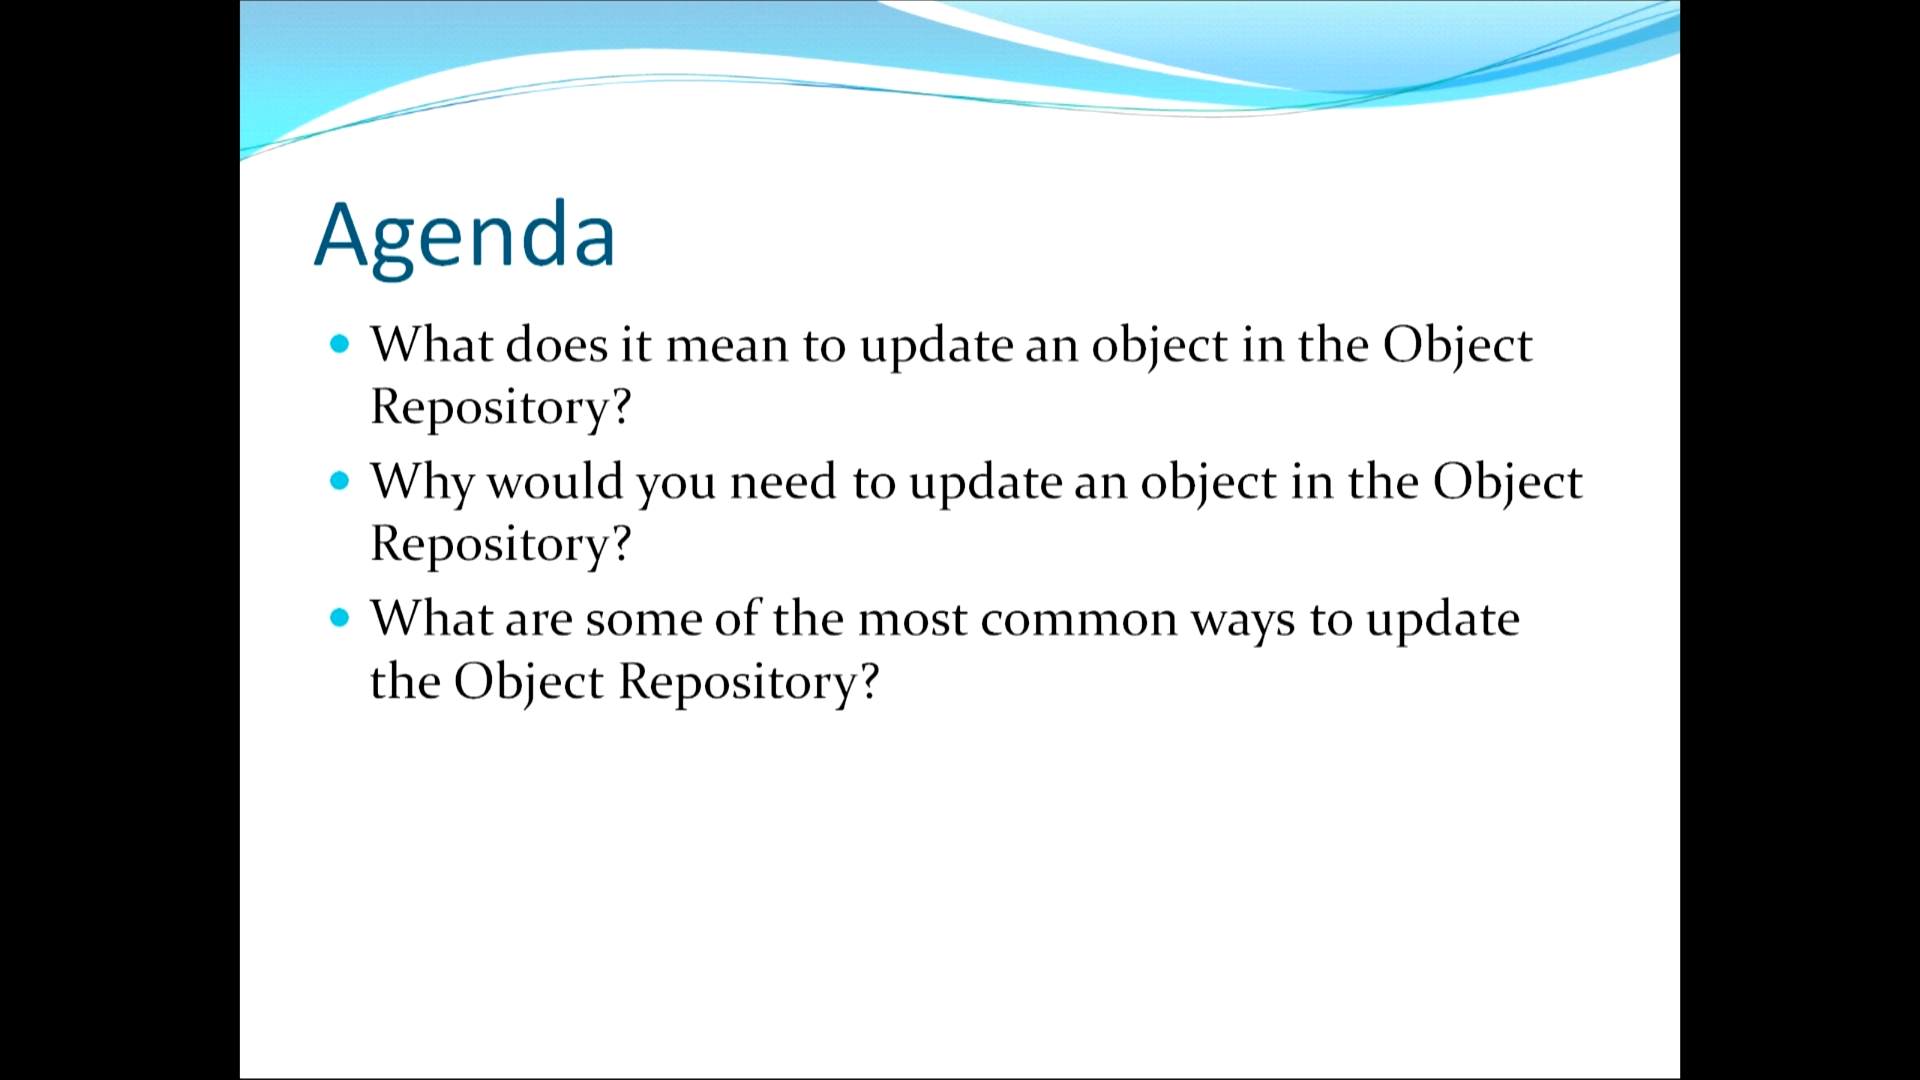 Agenda
What does it mean to update an object in the Object
Repository?
Why would you need to update an object in the Object
Repository?
What are some of the most common ways to update
the Object Repository?